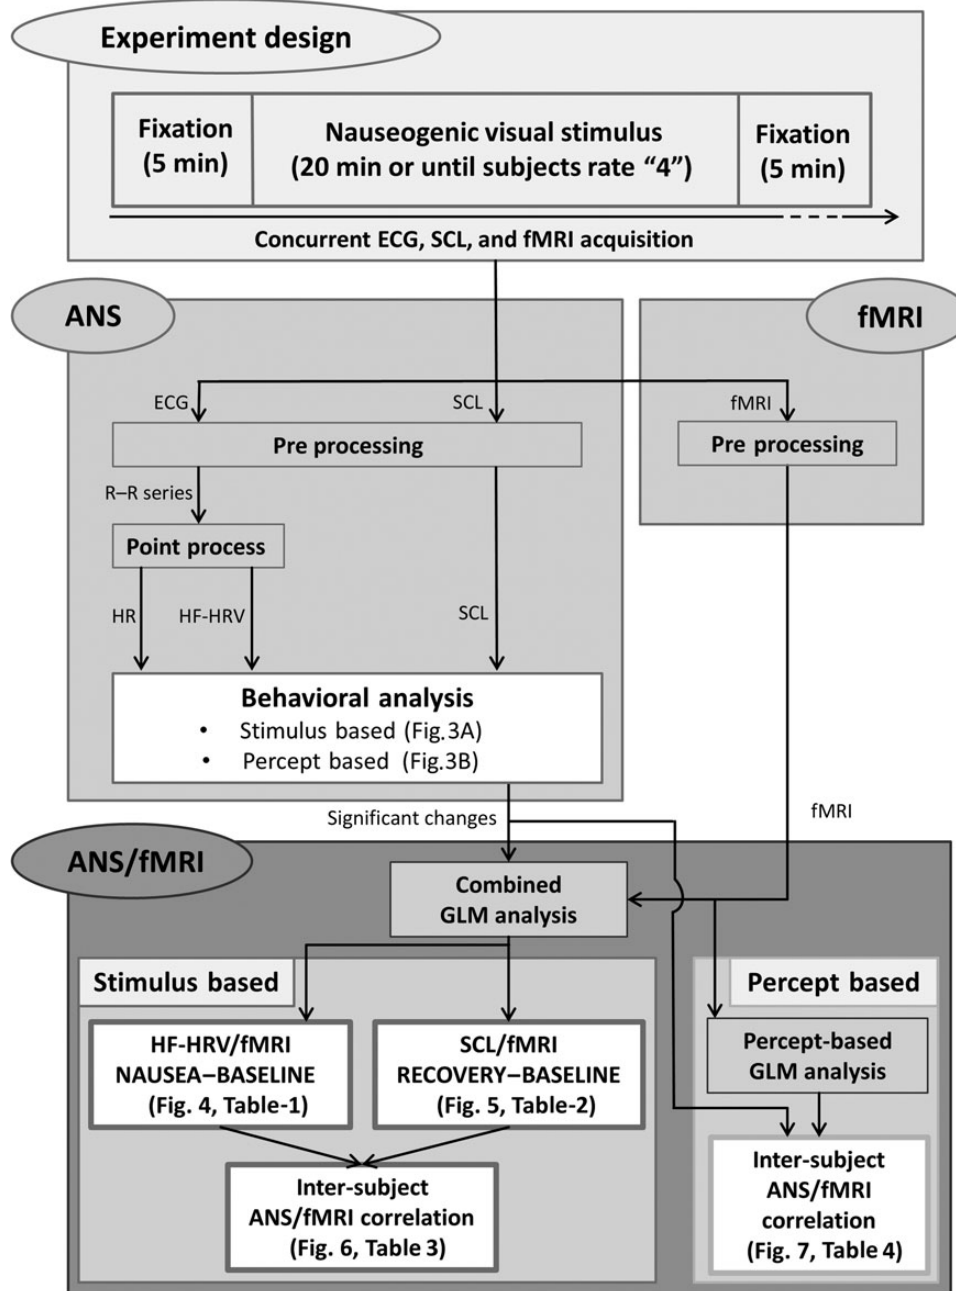 Experiment design
Fixation
(5 min)
Nauseogenic visual stimulus
(20 min or until subjects rate “4”)
Fixation
(5 min)
Concurrent ECG, SCL, and fMRI acquisition
ANS
fMRI
ECG
SCL
fMRI
Pre processing
Pre processing
R–R series
Point process
HR
HF-HRV
SCL
Behavioral analysis
• Stimulus based (Fig.3A)
• Percept based (Fig.3B)
Significant changes
fMRI
ANS/fMRI
Combined
GLM analysis
Stimulus based
Percept based
HF-HRV/fMRI
NAUSEA–BASELINE
(Fig. 4, Table-1)
SCL/fMRI
RECOVERY–BASELINE
(Fig. 5, Table-2)
Percept-based
GLM analysis
Inter-subject
ANS/fMRI correlation
(Fig. 6, Table 3)
Inter-subject
ANS/fMRI
correlation
(Fig. 7, Table 4)